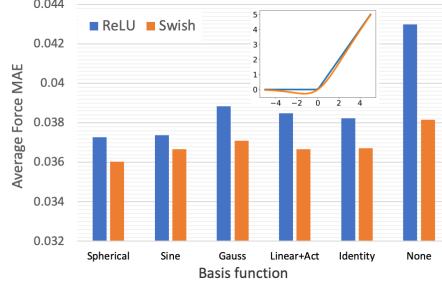 0.044
0.042
0.04
0.038
0.036
0.034
0.032
Average Force MAE
ReLU Swish
5
4
3
2
1
0
−4 −2 0 2 4
Spherical Sine Gauss Linear+Act Identity None
Basis function